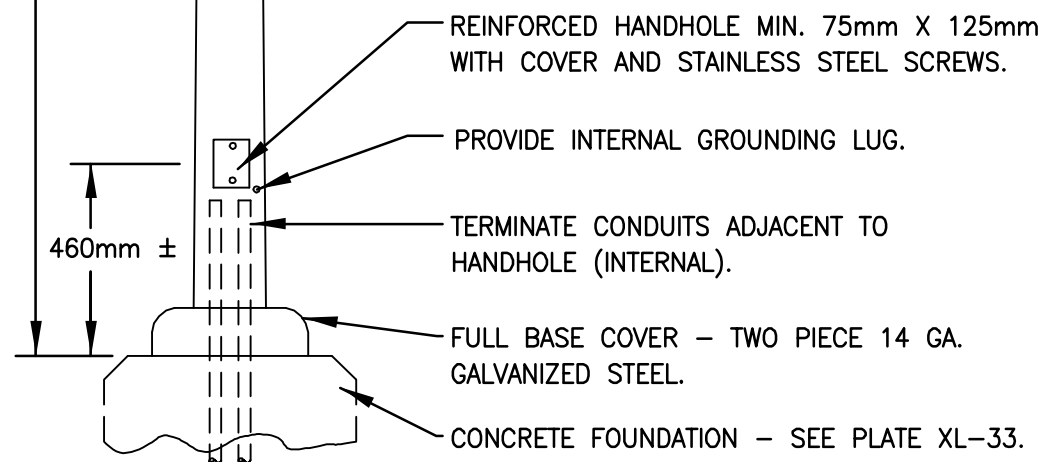 REINFORCED HANDHOLE MIN. 75mm X 125mm
WITH COVER AND STAINLESS STEEL SCREWS.
PROVIDE INTERNAL GROUNDING LUG.
TERMINATE CONDUITS ADJACENT TO
HANDHOLE (INTERNAL).
460mm ±
FULL BASE COVER – TWO PIECE 14 GA.
GALVANIZED STEEL.
CONCRETE FOUNDATION – SEE PLATE XL–33.